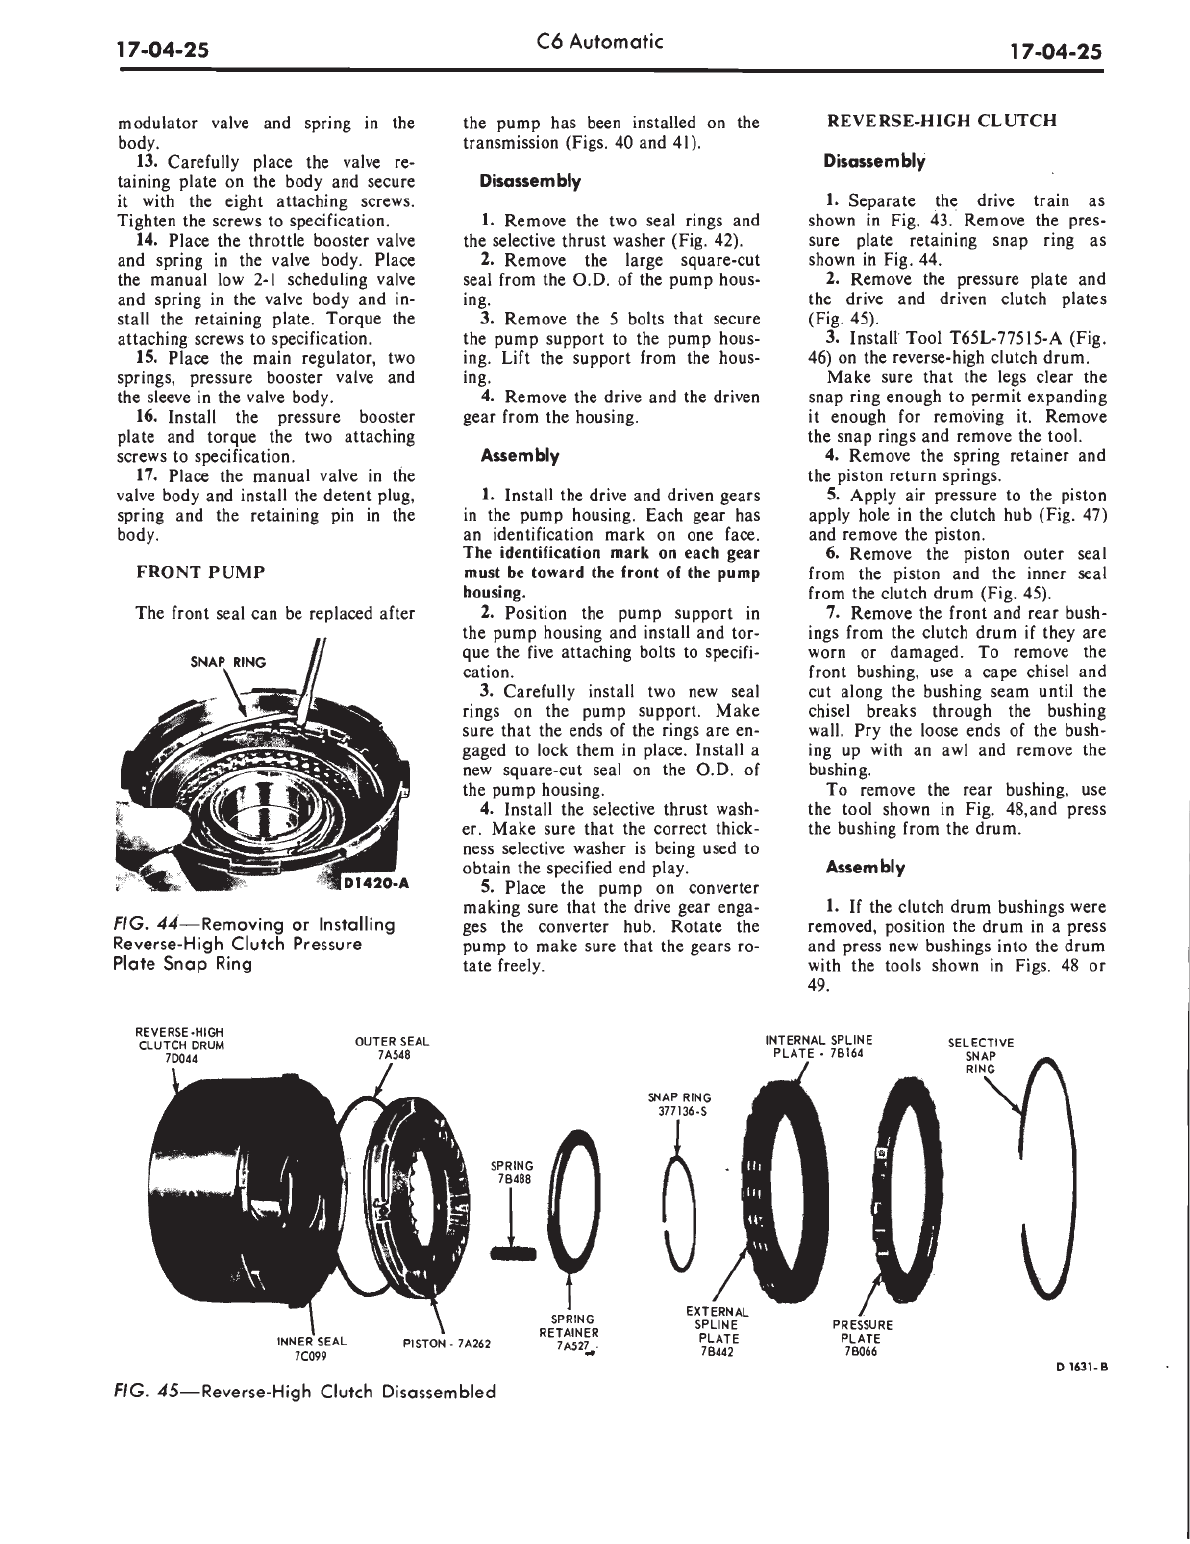 17-04-25
C6 Automatic
17-04-25
modulator valve and spring in the
body.
13. Carefully place the valve re-
taining plate on the body and secure
it with the eight attaching screws.
Tighten the screws to specification.
14. Place the throttle booster valve
and spring in the valve body. Place
the manual low 2-1 scheduling valve
and spring in the valve body and in-
stall the retaining plate. Torque the
attaching screws to specification.
15. Place the main regulator, two
springs, pressure booster valve and
the sleeve in the valve body.
16. Install the pressure booster
plate and torque the two attaching
screws to specification.
17. Place the manual valve in the
valve body and install the detent plug,
spring and the retaining pin in the
body.
FRONT PUMP
The front seal can be replaced after
SNAP RING
D1420-A
FIG. 44—Removing or Installing
Reverse-High Clutch Pressure
Plate Snap Ring
the pump has been installed on the
transmission (Figs. 40 and 41).
Disassembly
1. Remove the two seal rings and
the selective thrust washer (Fig. 42).
2. Remove the large square-cut
seal from the O.D. of the pump hous-
ing.
3. Remove the 5 bolts that secure
the pump support to the pump hous-
ing. Lift the support from the hous-
ing.
4. Remove the drive and the driven
gear from the housing.
Assembly
1. Install the drive and driven gears
in the pump housing. Each gear has
an identification mark on one face.
The identification mark on each gear
must be toward the front of the pump
housing.
2. Position the pump support in
the pump housing and install and tor-
que the five attaching bolts to specifi-
cation.
3. Carefully install two new seal
rings on the pump support. Make
sure that the ends of the rings are en-
gaged to lock them in place. Install a
new square-cut seal on the O.D. of
the pump housing.
4. Install the selective thrust wash-
er. Make sure that the correct thick-
ness selective washer is being used to
obtain the specified end play.
5. Place the pump on converter
making sure that the drive gear enga-
ges the converter hub. Rotate the
pump to make sure that the gears ro-
tate freely.
REVERSE-HIGH CLUTCH
Disassembly
1. Separate the drive train as
shown in Fig. 43. Remove the pres-
sure plate retaining snap ring as
shown in Fig. 44.
2. Remove the pressure plate and
the drive and driven clutch plates
(Fig. 45).
3. Install Tool T65L-77515-A (Fig.
46) on the reverse-high clutch drum.
Make sure that the legs clear the
snap ring enough to permit expanding
it enough for removing it. Remove
the snap rings and remove the tool.
4. Remove the spring retainer and
the piston return springs.
5. Apply air pressure to the piston
apply hole in the clutch hub (Fig. 47)
and remove the piston.
6. Remove the piston outer seal
from the piston and the inner seal
from the clutch drum (Fig. 45).
7. Remove the front and rear bush-
ings from the clutch drum if they are
worn or damaged. To remove the
front bushing, use a cape chisel and
cut along the bushing seam until the
chisel breaks through the bushing
wall. Pry the loose ends of the bush-
ing up with an awl and remove the
bushing.
To remove the rear bushing, use
the tool shown in Fig. 48,and press
the bushing from the drum.
Assembly
1. If the clutch drum bushings were
removed, position the drum in a press
and press new bushings into the drum
with the tools shown in Figs. 48 or
49.
REVERSE-HIGH
CLUTCH DRUM
7D044
OUTER SEAL
7A548
SPRING
7B488
SNAP RING
377136-S
INTERNAL SPLINE
PLATE - 7B164
SELECTIVE
SNAP
RING
INNER SEAL
7C099
PISTON - 7A262
SPRING
RETAINER
7A527
EXTERNAL
SPLINE
PLATE
7B442
PRESSURE
PLATE
7B066
D 1631-B
FIG. 45—Reverse-High Clutch Disassembled